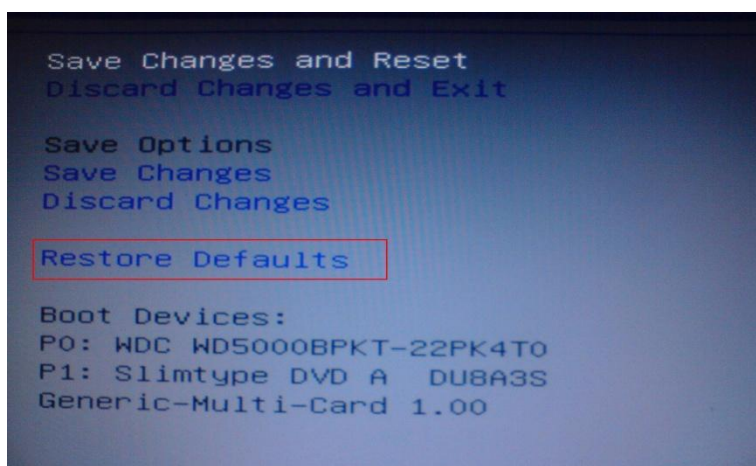 Save Changes and Reset
Discard Changes and Exit
Save Options
Save Changes
Discard Changes
Restore Defaults
Boot Devices:
P0: WDC WD5000BPKT-22PK4T0
P1: Slimtype DVD A  DU8A3S
Generic-Multi-Card 1.00